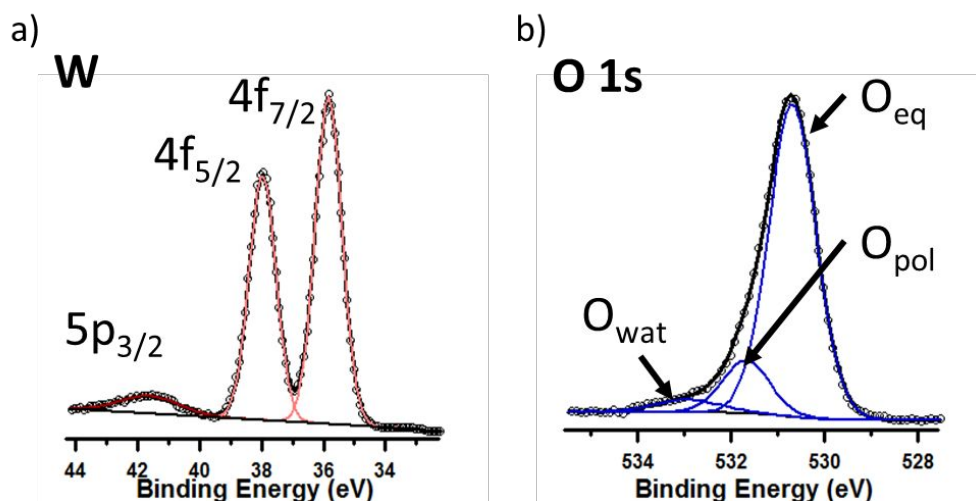 a)
W
4f7/2
4f5/2
5p3/2
44 42 40 38 36 34
Binding Energy (eV)
b)
O 1s
Oeq
Opol
Owat
534 532 530 528
Binding Energy (eV)